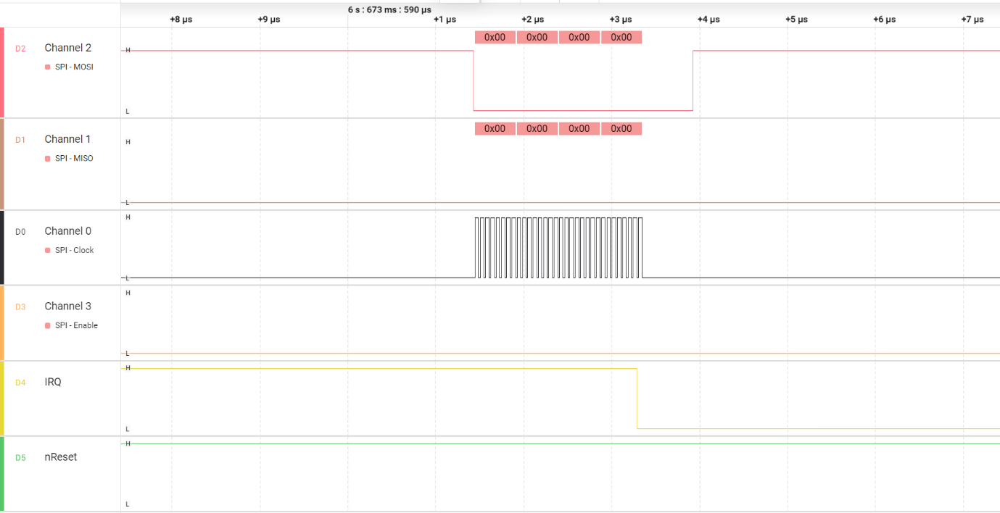 6 s : 673 ms : 590 µs
+8 µs +9 µs +1 µs +2 µs +3 µs +4 µs +5 µs +6 µs +7 µs
0x00 0x00 0x00 0x00
D2 Channel 2 H
SPI - MOSI
L
0x00 0x00 0x00 0x00
D1 Channel 1 H
SPI - MISO
L
H
D0 Channel 0
SPI - Clock
L
H
D3 Channel 3
SPI - Enable
L
H
D4 IRQ
L
H
D5 nReset
L